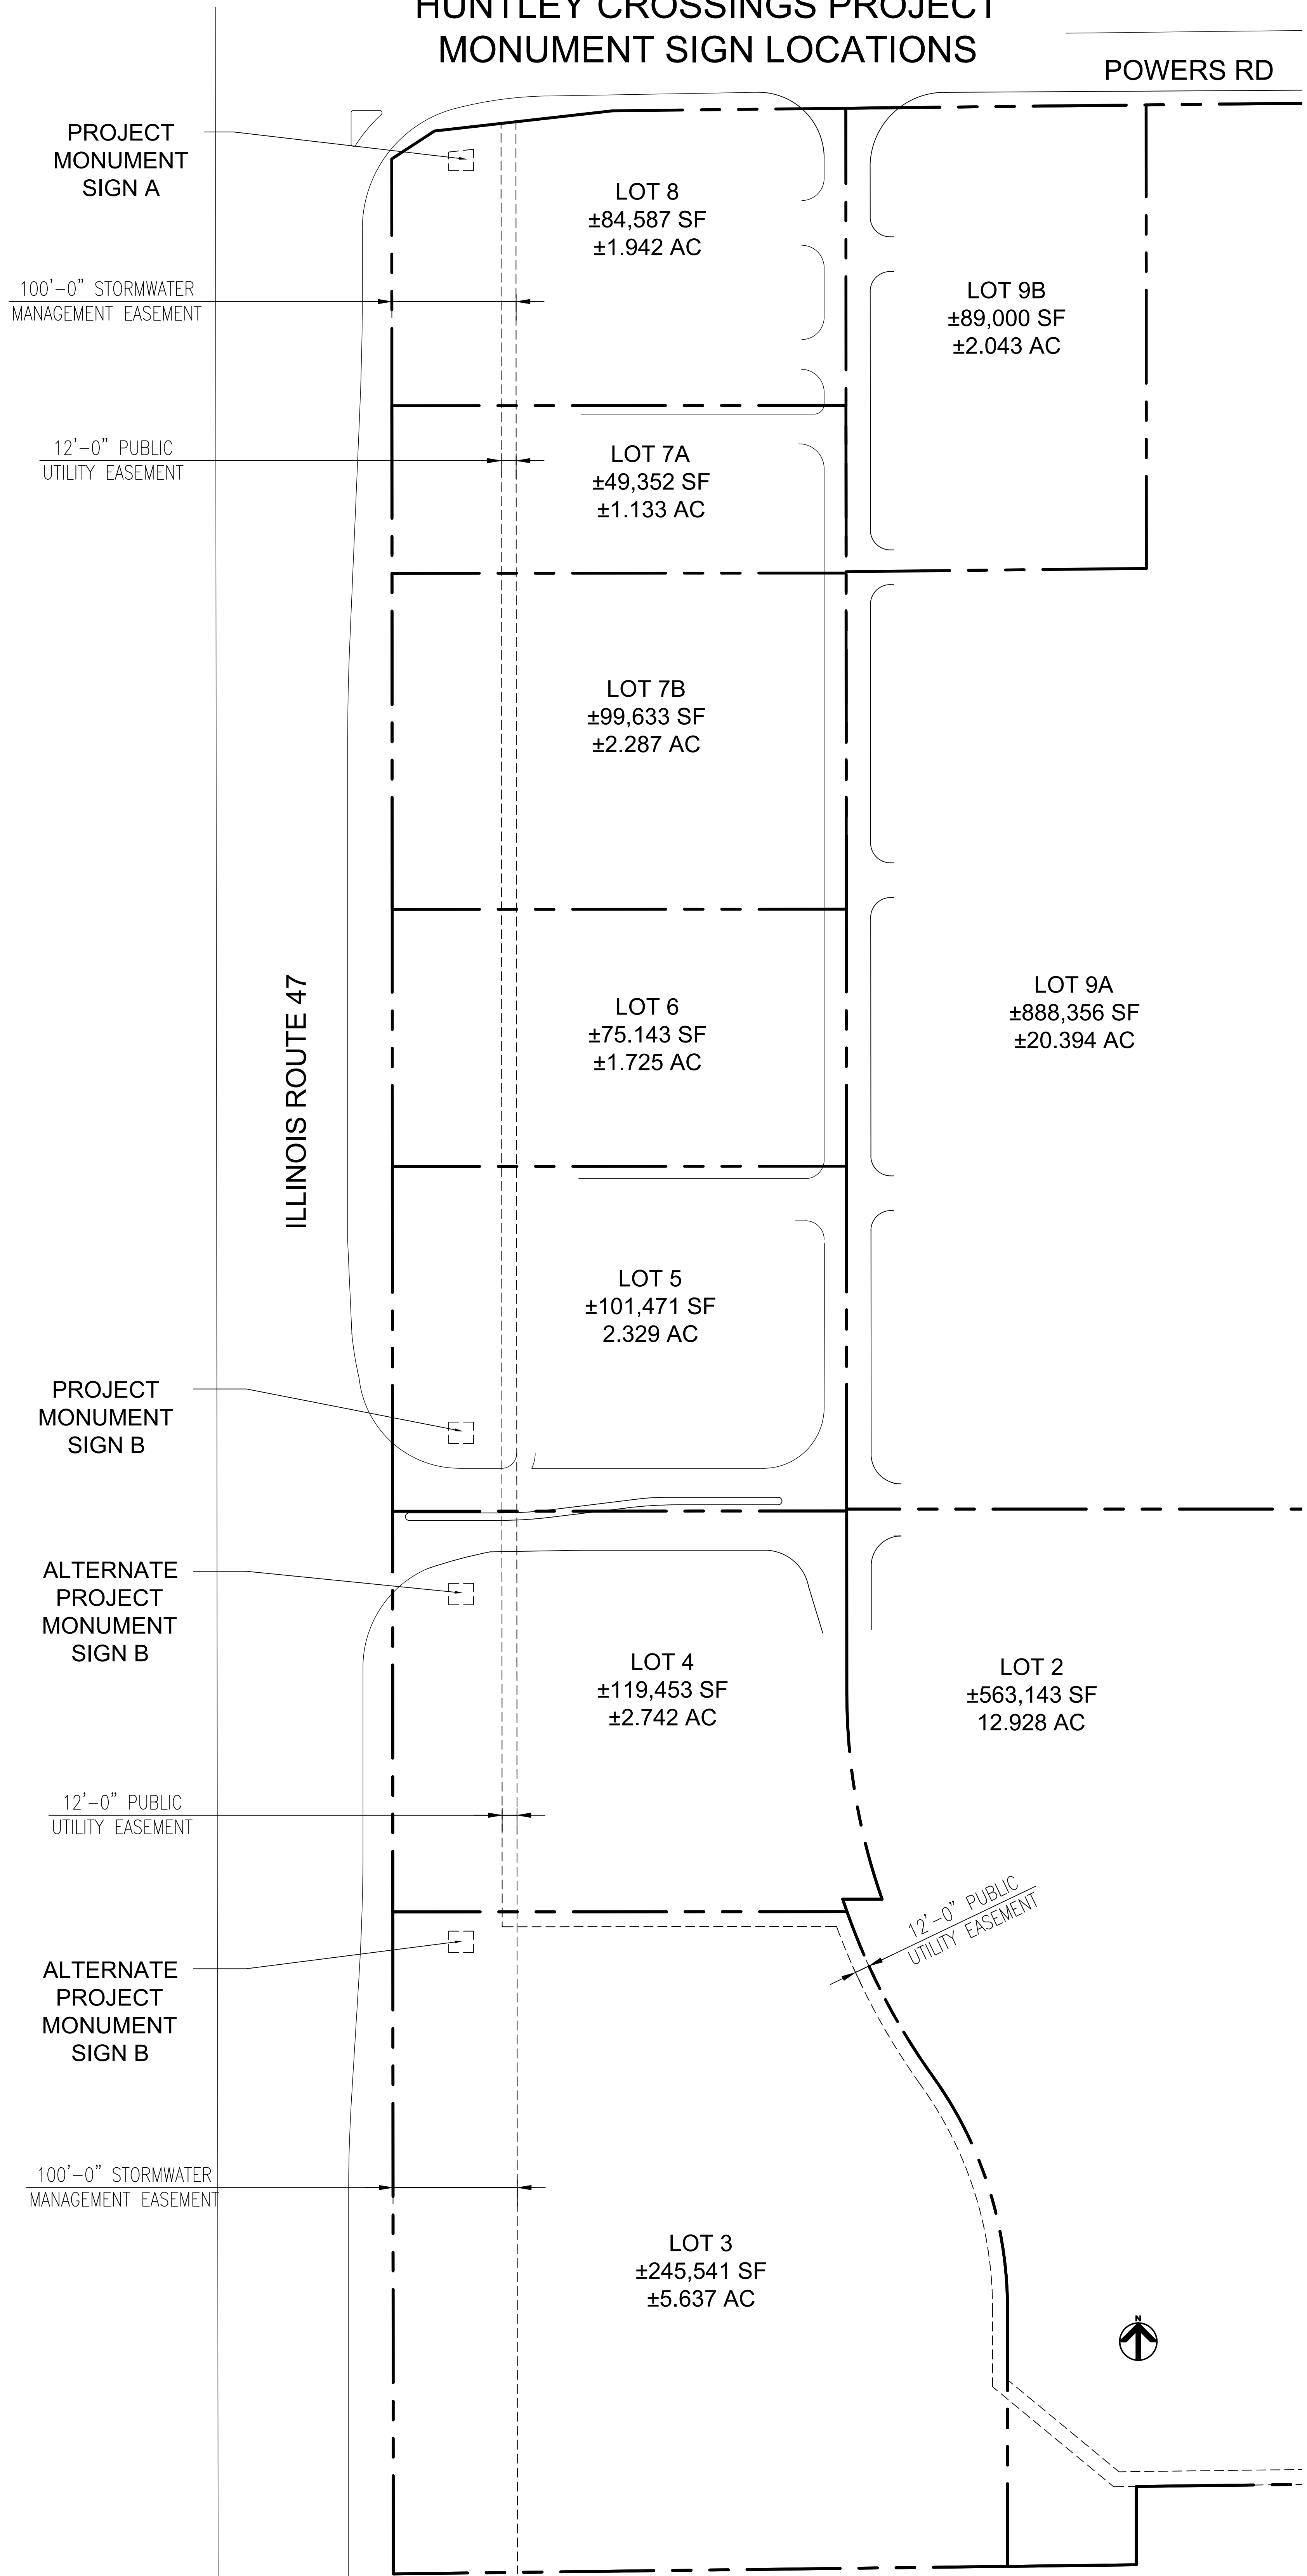 HUNTLEY CROSSINGS PROJECT
MONUMENT SIGN LOCATIONS
POWERS RD
PROJECT
MONUMENT
SIGN A
LOT 8
±84,587 SF
±1.942 AC
100'-0" STORMWATER
MANAGEMENT EASEMENT
LOT 9B
±89,000 SF
±2.043 AC
12'-0" PUBLIC
UTILITY EASEMENT
LOT 7A
±49,352 SF
±1.133 AC
LOT 7B
±99,633 SF
±2.287 AC
ILLINOIS ROUTE 47
LOT 6
±75.143 SF
±1.725 AC
LOT 9A
±888,356 SF
±20.394 AC
LOT 5
±101,471 SF
2.329 AC
PROJECT
MONUMENT
SIGN B
ALTERNATE
PROJECT
MONUMENT
SIGN B
LOT 4
±119,453 SF
±2.742 AC
LOT 2
±563,143 SF
12.928 AC
12'-0" PUBLIC
UTILITY EASEMENT
12'-0" PUBLIC
UTILITY EASEMENT
ALTERNATE
PROJECT
MONUMENT
SIGN B
100'-0" STORMWATER
MANAGEMENT EASEMENT
LOT 3
±245,541 SF
±5.637 AC
N